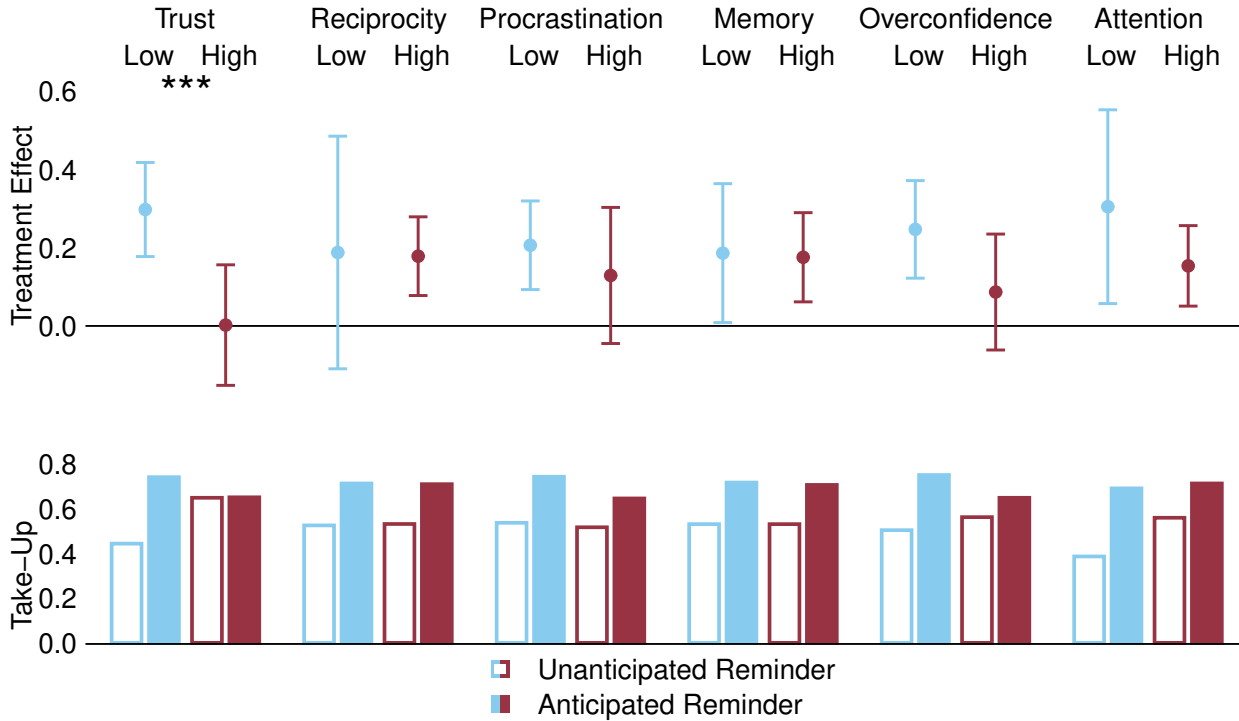 Trust Reciprocity Procrastination Memory Overconfidence Attention
Low High Low High Low High Low High Low High Low High
***
0.6
0.4
0.2
0.0
Treatment Effect
0.8
0.6
0.4
0.2
0.0
Take–Up
Unanticipated Reminder
Anticipated Reminder